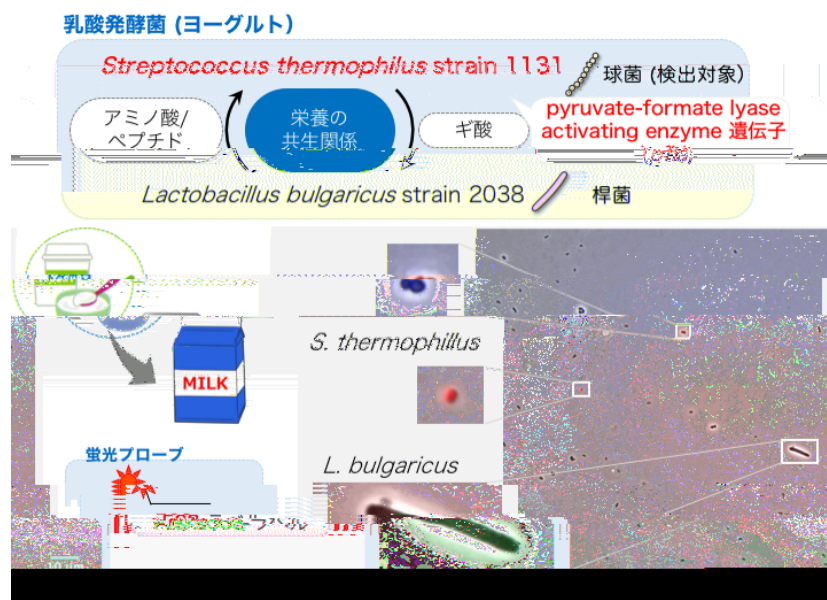 乳酸発酵菌 (ヨーグルト)
Streptococcus thermophilus strain 1131
球菌 (検出対象)
アミノ酸/
ペプチド
栄養の
共生関係
ギ酸
pyruvate-formate lyase
activating enzyme 遺伝子
Lactobacillus bulgaricus strain 2038
桿菌
S. thermophillus
MILK
蛍光プローブ
L. bulgaricus